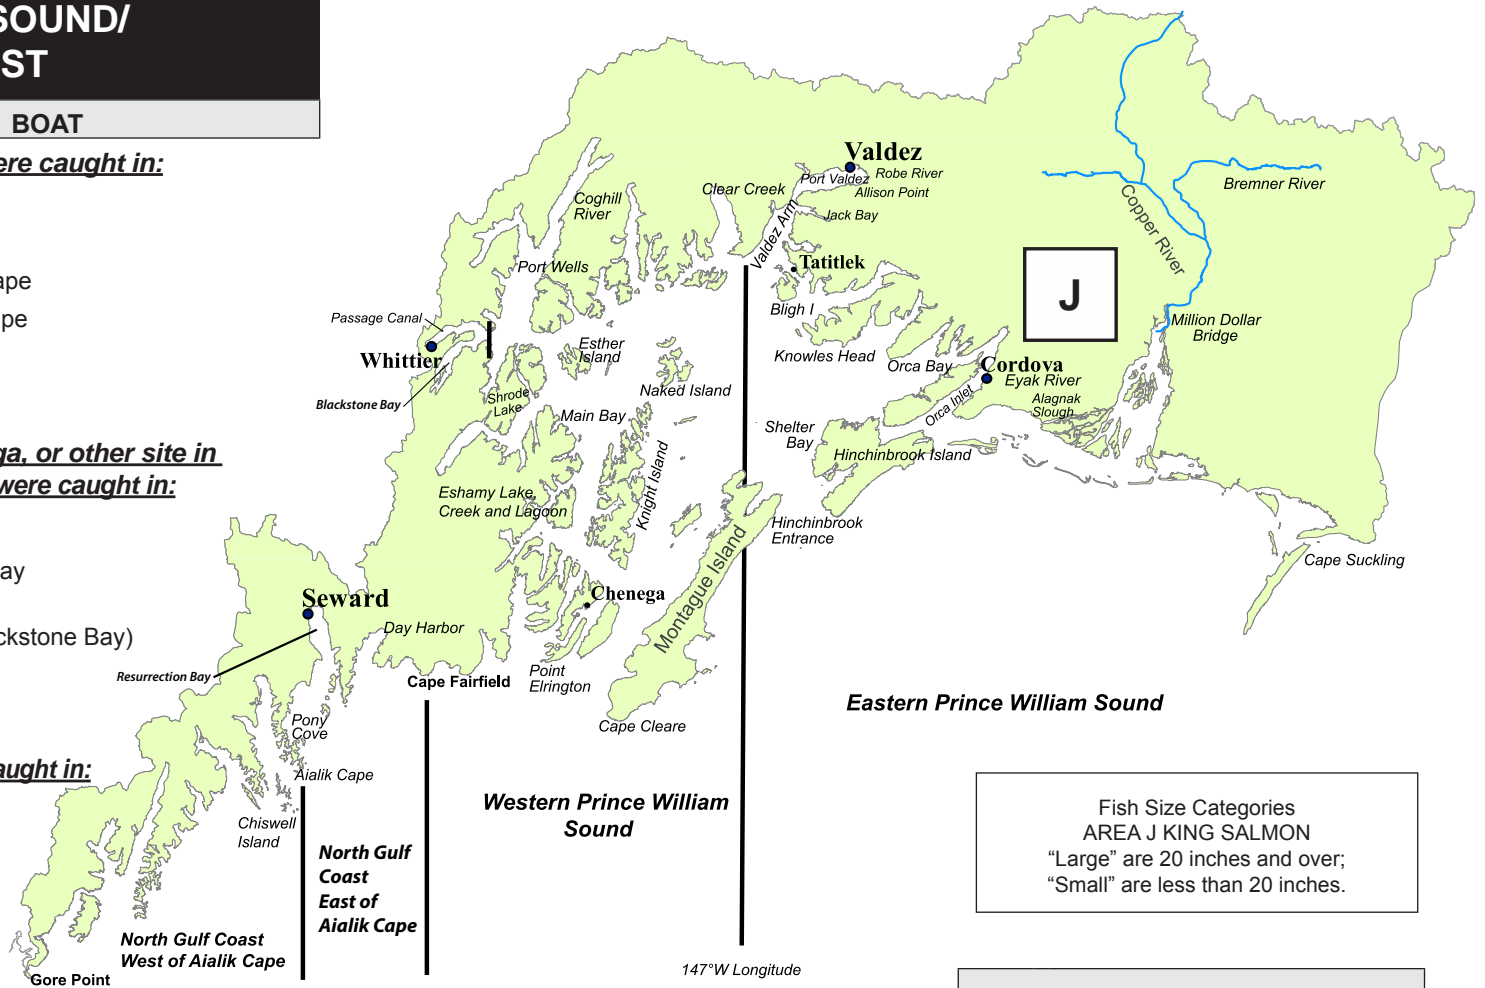 SOUND/
ST
BOAT
ere caught in:
ape
pe
ga, or other site in
were caught in:
ay
ckstone Bay)
aught in:
Valdez
Port Valdez
Robe River
Allison Point
Clear Creek
Coghill
River
Jack Bay
Valdez Arm
Bremner River
Copper River
Tatitlek
Port Wells
J
Bligh I
Passage Canal
Million Dollar
Bridge
Whittier
Esther
Island
Knowles Head
Orca Bay
Cordova
Eyak River
Naked Island
Blackstone Bay
Shrode
Lake
Alagnak
Slough
Orca Inlet
Main Bay
Shelter
Bay
Hinchinbrook Island
Eshamy Lake,
Creek and Lagoon
Knight Island
Hinchinbrook
Entrance
Cape Suckling
Montague Island
Chenega
Seward
Day Harbor
Resurrection Bay
Cape Fairfield
Point
Elrington
Cape Cleare
Eastern Prince William Sound
Pony
Cove
Aialik Cape
Chiswell
Island
Western Prince William
Sound
Fish Size Categories
AREA J KING SALMON
“Large” are 20 inches and over;
“Small” are less than 20 inches.
North Gulf
Coast
East of
Aialik Cape
North Gulf Coast
West of Aialik Cape
147°W Longitude
Gore Point